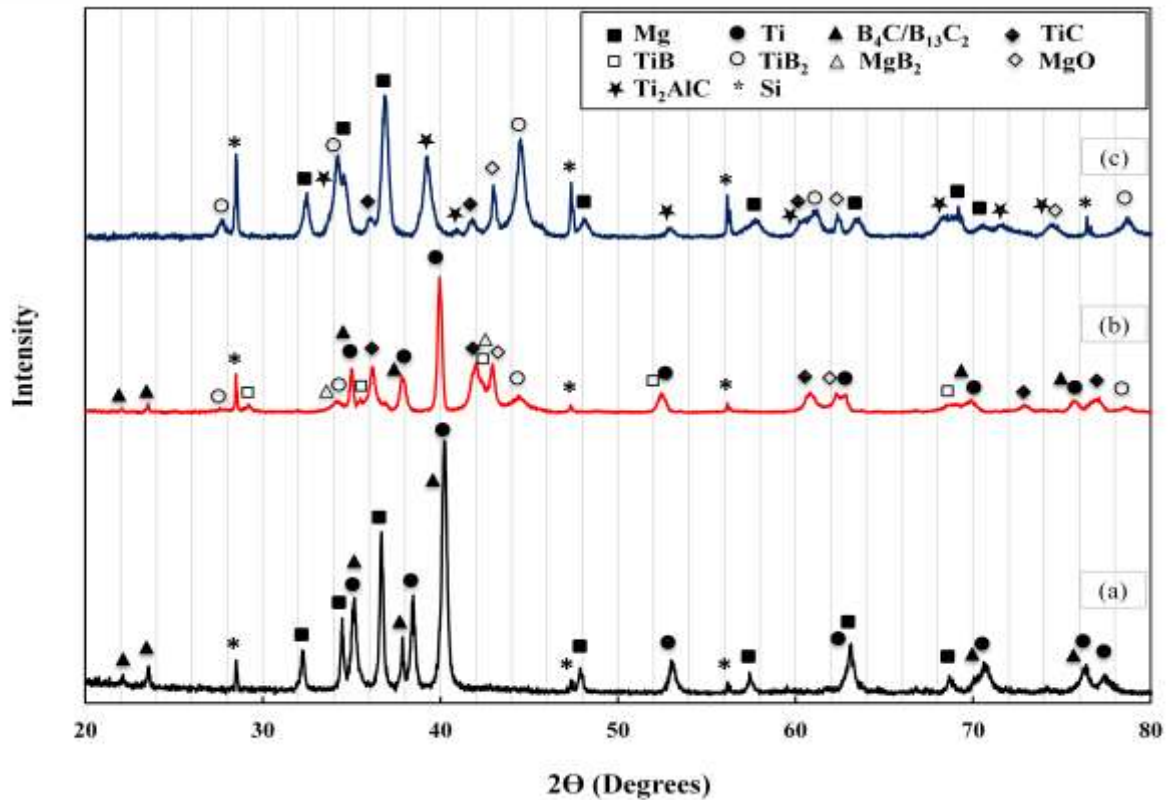 ■ Mg ● Ti ▲ B₄C/B₁₃C₂ ◆ TiC
□ TiB ○ TiB₂ △ MgB₂ ◇ MgO
★ Ti₂AlC * Si
(c)
(b)
(a)
Intensity
20 30 40 50 60 70 80
2Θ (Degrees)